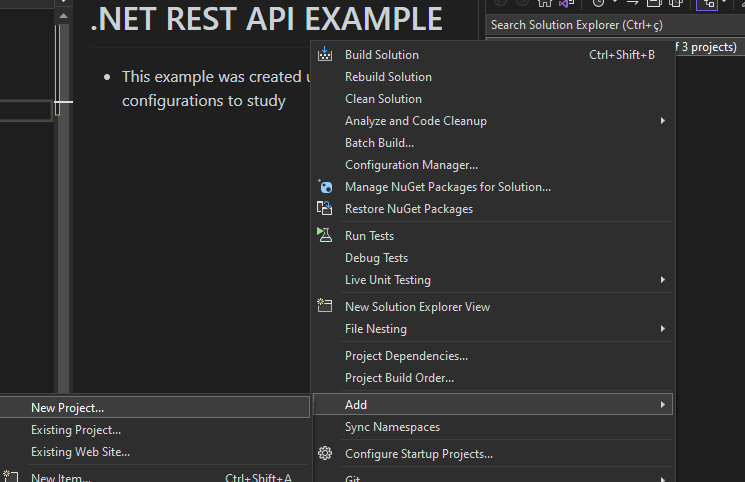 .NET REST API EXAMPLE
This example was created u
configurations to study
Search Solution Explorer (Ctrl+ç)
f 3 projects)
Build Solution Ctrl+Shift+B
Rebuild Solution
Clean Solution
Analyze and Code Cleanup
Batch Build...
Configuration Manager...
Manage NuGet Packages for Solution...
Restore NuGet Packages
Run Tests
Debug Tests
Live Unit Testing
New Solution Explorer View
File Nesting
Project Dependencies...
Project Build Order...
Add
Sync Namespaces
Configure Startup Projects...
Git
New Project...
Existing Project...
Existing Web Site...
New Item... Ctrl+Shift+A